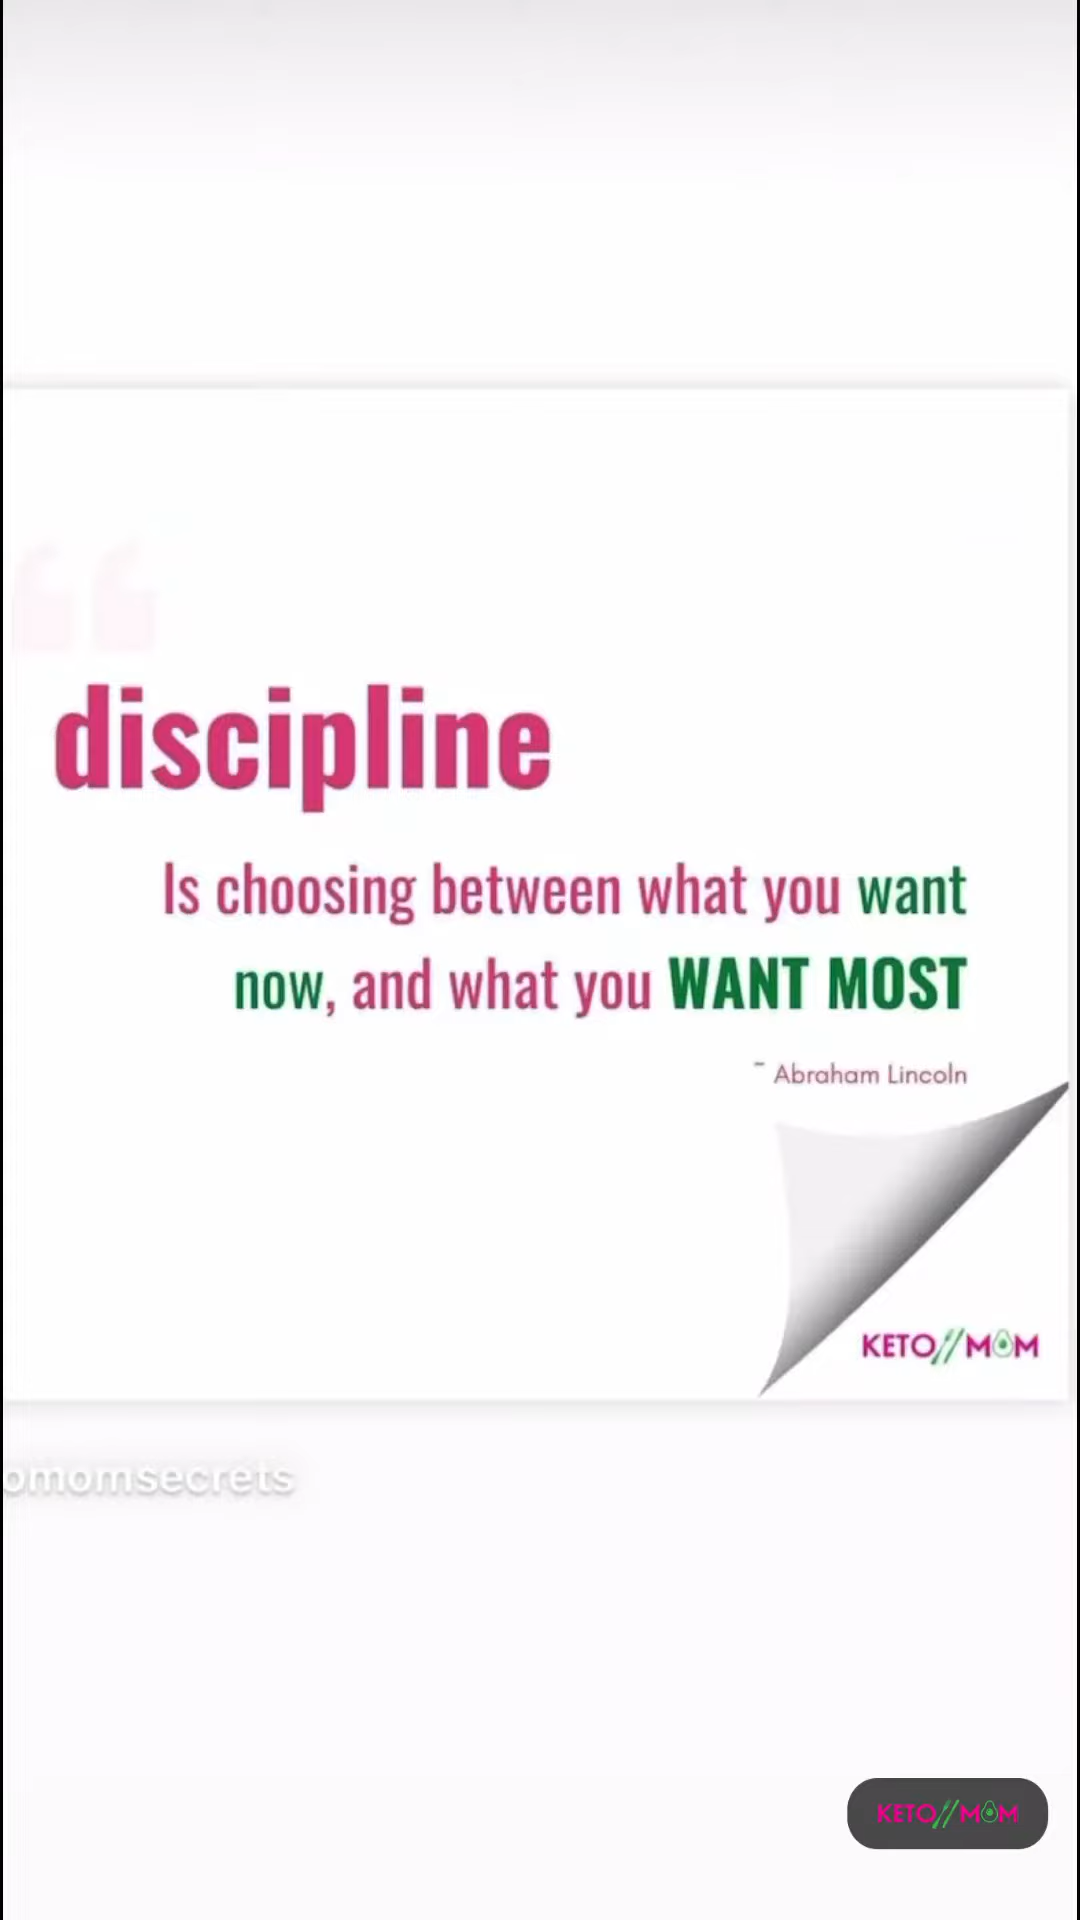 “
discipline
Is choosing between what you want
now, and what you WANT MOST
~ Abraham Lincoln
KETO//MOM
omomsecrets
KETO//MOM